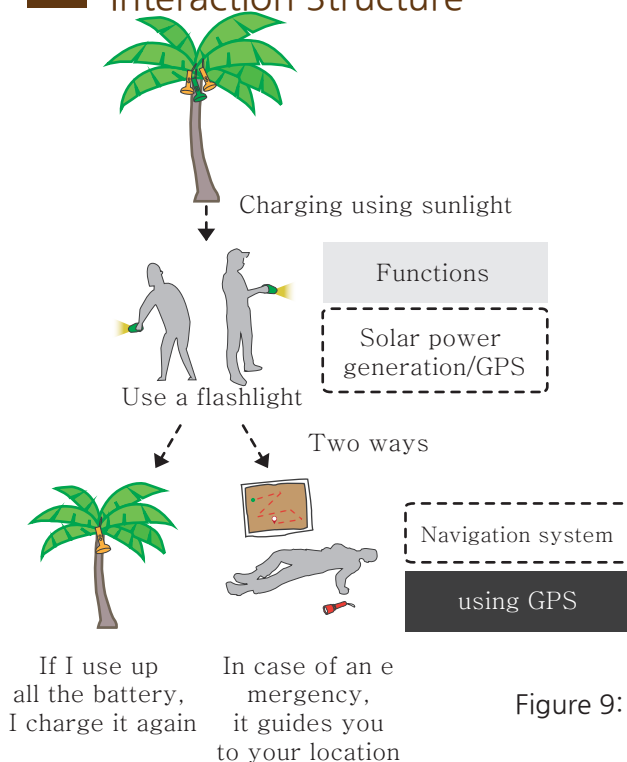 Interaction Structure
Charging using sunlight
Functions
Solar power
generation/GPS
Use a flashlight
Two ways
Navigation system
using GPS
If I use up
all the battery,
I charge it again
In case of an e
mergency,
it guides you
to your location
Figure 9: